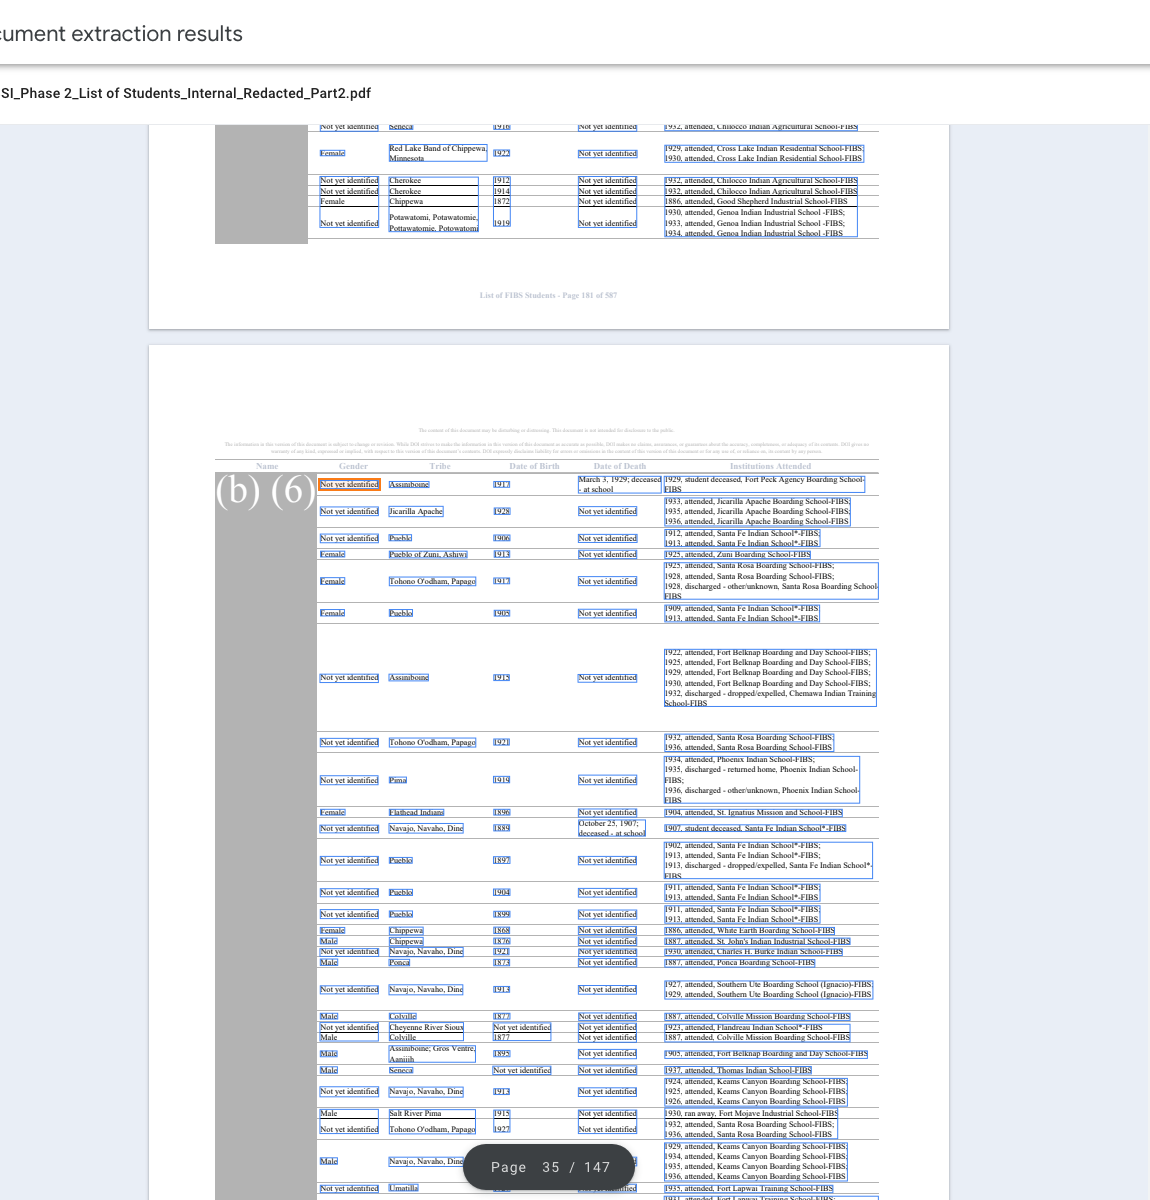 cument extraction results
SI_Phase 2_List of Students_Internal_Redacted_Part2.pdf
Not yet identified Seneca 1916 Not yet identified 1932, attended, Chilocco Indian Agricultural School-FIBS
Female Red Lake Band of Chippewa, Minnesota 1922 Not yet identified 1929, attended, Cross Lake Indian Residential School-FIBS;
1930, attended, Cross Lake Indian Residential School-FIBS
Not yet identified Cherokee 1912 Not yet identified 1932, attended, Chilocco Indian Agricultural School-FIBS
Not yet identified Cherokee 1914 Not yet identified 1932, attended, Chilocco Indian Agricultural School-FIBS
Female Chippewa 1872 Not yet identified 1886, attended, Good Shepherd Industrial School-FIBS
Not yet identified Potawatomi, Potawatomie, Pottawatomie, Potowatomi 1919 Not yet identified 1930, attended, Genoa Indian Industrial School -FIBS;
1933, attended, Genoa Indian Industrial School -FIBS;
1934, attended, Genoa Indian Industrial School -FIBS
List of FIBS Students - Page 181 of 587
The content of this document may be disturbing or distressing. This document is not intended for disclosure to the public.
Name Gender Tribe Date of Birth Date of Death Institutions Attended
(b) (6)
Not yet identified Assiniboine 1917 March 3, 1929; deceased - at school 1929, student deceased, Fort Peck Agency Boarding School-
FIBS
Not yet identified Jicarilla Apache 1928 Not yet identified 1933, attended, Jicarilla Apache Boarding School-FIBS;
1935, attended, Jicarilla Apache Boarding School-FIBS;
1936, attended, Jicarilla Apache Boarding School-FIBS
Not yet identified Pueblo 1906 Not yet identified 1912, attended, Santa Fe Indian School*-FIBS;
1913, attended, Santa Fe Indian School*-FIBS
Female Pueblo of Zuni, Ashiwi 1913 Not yet identified 1925, attended, Zuni Boarding School-FIBS
Female Tohono O'odham, Papago 1917 Not yet identified 1925, attended, Santa Rosa Boarding School-FIBS;
1928, attended, Santa Rosa Boarding School-FIBS;
1928, discharged - other/unknown, Santa Rosa Boarding School-
FIBS
Female Pueblo 1905 Not yet identified 1909, attended, Santa Fe Indian School*-FIBS;
1913, attended, Santa Fe Indian School*-FIBS
Not yet identified Assiniboine 1915 Not yet identified 1922, attended, Fort Belknap Boarding and Day School-FIBS;
1925, attended, Fort Belknap Boarding and Day School-FIBS;
1929, attended, Fort Belknap Boarding and Day School-FIBS;
1930, attended, Fort Belknap Boarding and Day School-FIBS;
1932, discharged - dropped/expelled, Chemawa Indian Training
School-FIBS
Not yet identified Tohono O'odham, Papago 1921 Not yet identified 1932, attended, Santa Rosa Boarding School-FIBS;
1936, attended, Santa Rosa Boarding School-FIBS
Not yet identified Pima 1919 Not yet identified 1934, attended, Phoenix Indian School-FIBS;
1935, discharged - returned home, Phoenix Indian School-
FIBS;
1936, discharged - other/unknown, Phoenix Indian School-
FIBS
Female Flathead Indians 1896 Not yet identified 1904, attended, St. Ignatius Mission and School-FIBS
Not yet identified Navajo, Navaho, Dine 1889 October 25, 1907; deceased - at school 1907, student deceased, Santa Fe Indian School*-FIBS
Not yet identified Pueblo 1897 Not yet identified 1902, attended, Santa Fe Indian School*-FIBS;
1913, attended, Santa Fe Indian School*-FIBS;
1913, discharged - dropped/expelled, Santa Fe Indian School*-
FIBS
Not yet identified Pueblo 1904 Not yet identified 1911, attended, Santa Fe Indian School*-FIBS;
1913, attended, Santa Fe Indian School*-FIBS
Not yet identified Pueblo 1899 Not yet identified 1911, attended, Santa Fe Indian School*-FIBS;
1913, attended, Santa Fe Indian School*-FIBS
Female Chippewa 1868 Not yet identified 1886, attended, White Earth Boarding School-FIBS
Male Chippewa 1876 Not yet identified 1887, attended, St. John's Indian Industrial School-FIBS
Not yet identified Navajo, Navaho, Dine 1921 Not yet identified 1930, attended, Charles H. Burke Indian School-FIBS
Male Ponca 1873 Not yet identified 1887, attended, Ponca Boarding School-FIBS
Not yet identified Navajo, Navaho, Dine 1913 Not yet identified 1927, attended, Southern Ute Boarding School (Ignacio)-FIBS;
1929, attended, Southern Ute Boarding School (Ignacio)-FIBS
Male Colville 1877 Not yet identified 1887, attended, Colville Mission Boarding School-FIBS
Not yet identified Cheyenne River Sioux Not yet identified Not yet identified 1923, attended, Flandreau Indian School*-FIBS
Male Colville 1877 Not yet identified 1887, attended, Colville Mission Boarding School-FIBS
Male Assiniboine; Gros Ventre, Aaniiih 1895 Not yet identified 1905, attended, Fort Belknap Boarding and Day School-FIBS
Male Seneca Not yet identified Not yet identified 1937, attended, Thomas Indian School-FIBS
Not yet identified Navajo, Navaho, Dine 1913 Not yet identified 1924, attended, Keams Canyon Boarding School-FIBS;
1925, attended, Keams Canyon Boarding School-FIBS;
1926, attended, Keams Canyon Boarding School-FIBS
Male Salt River Pima 1915 Not yet identified 1930, ran away, Fort Mojave Industrial School-FIBS
Not yet identified Tohono O'odham, Papago 1927 Not yet identified 1932, attended, Santa Rosa Boarding School-FIBS;
1936, attended, Santa Rosa Boarding School-FIBS
Male Navajo, Navaho, Dine 1929, attended, Keams Canyon Boarding School-FIBS;
1934, attended, Keams Canyon Boarding School-FIBS;
1935, attended, Keams Canyon Boarding School-FIBS;
1936, attended, Keams Canyon Boarding School-FIBS
Page 35 / 147
Not yet identified Umatilla 1935, attended, Fort Lapwai Training School-FIBS